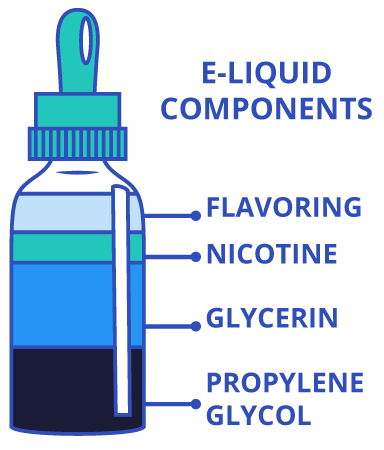 E-LIQUID
COMPONENTS
FLAVORING
NICOTINE
GLYCERIN
PROPYLENE
GLYCOL